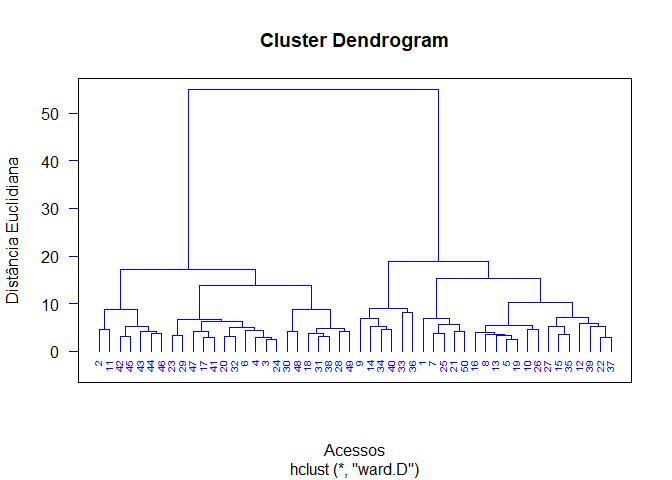 Cluster Dendrogram
Distância Euclidiana
50
40
30
20
10
0
2 11 42 45 43 44 46 23 29 47 17 41 20 32 6 4 3 24 30 48 18 31 38 28 49 9 14 34 40 33 36 1 7 25 21 50 16 8 13 5 19 10 26 27 15 35 12 39 22 37
Acessos
hclust (*, "ward.D")